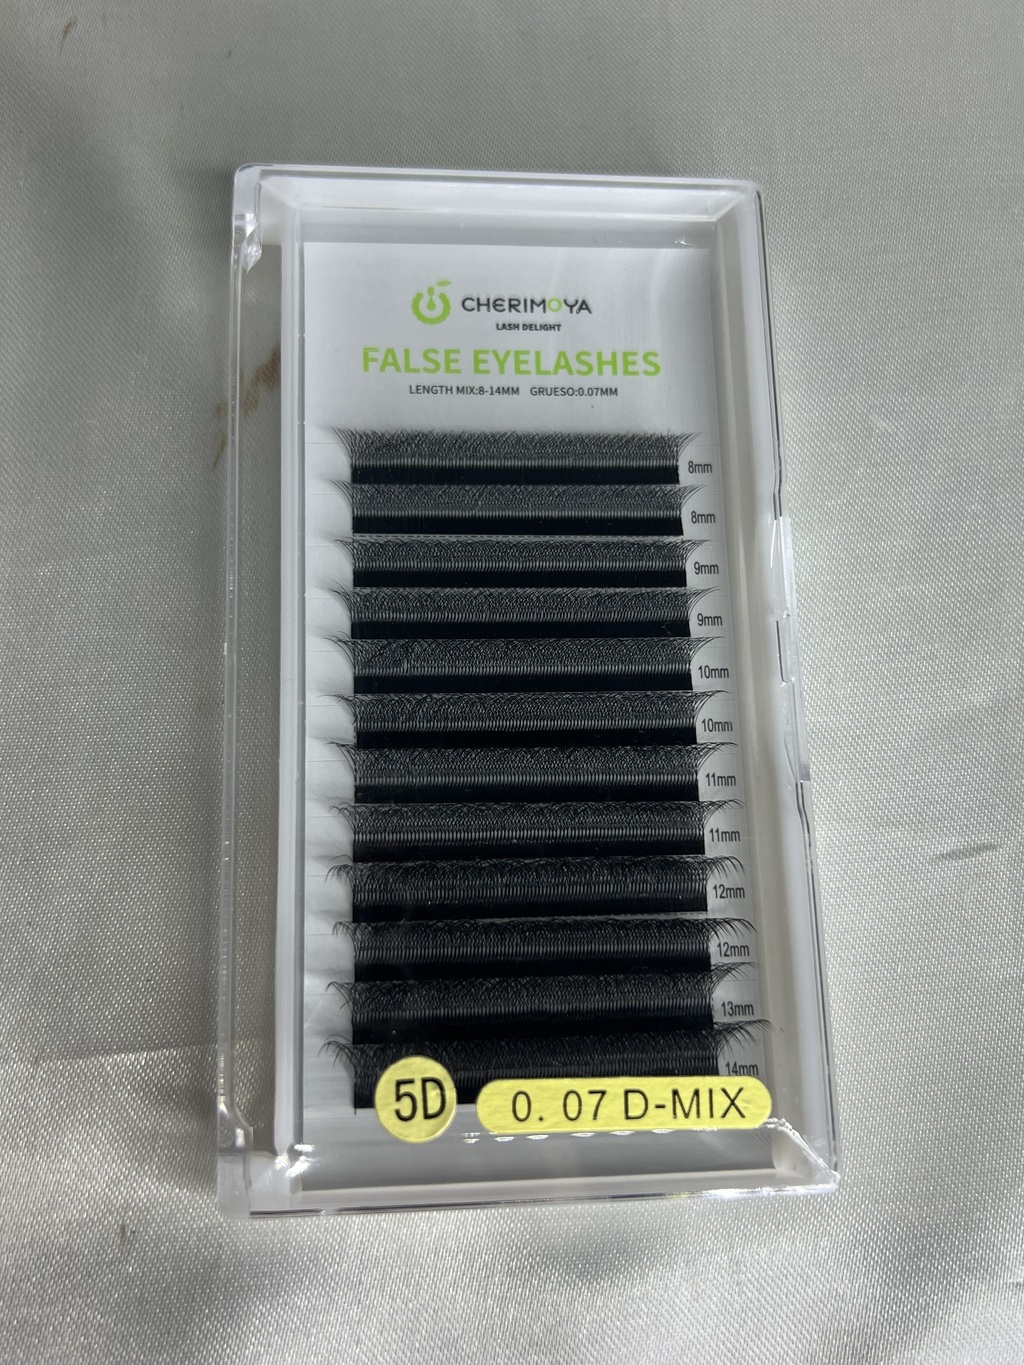 CHERIMOYA
LASH DELIGHT
FALSE EYELASHES
LENGTH MIX:8-14MM GRUESO:0.07MM
8mm
8mm
9mm
9mm
10mm
10mm
11mm
11mm
12mm
12mm
13mm
14mm
5D
0. 07 D-MIX